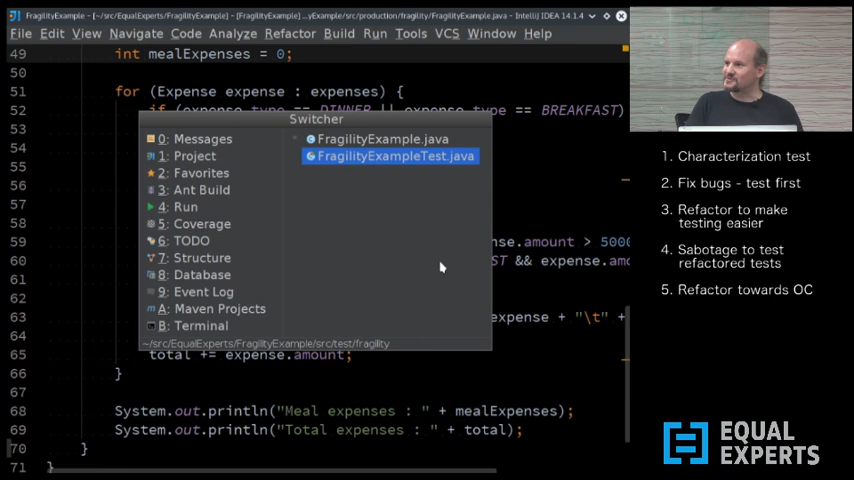 FragilityExample - [~/src/EqualExperts/FragilityExample] - [FragilityExample] ...yExample/src/production/fragility/FragilityExample.java - IntelliJ IDEA 14.1.4
File Edit View Navigate Code Analyze Refactor Build Run Tools VCS Window Help
49 int mealExpenses = 0;
50
51 for (Expense expense : expenses) {
52 if (expense.type == DINNER || expense.type == BREAKFAST)
Switcher
0: Messages
1: Project
2: Favorites
3: Ant Build
4: Run
5: Coverage
6: TODO
7: Structure
8: Database
9: Event Log
A: Maven Projects
B: Terminal
FragilityExample.java
FragilityExampleTest.java
~/src/EqualExperts/FragilityExample/src/test/fragility
53
54
55
56
57
58
59 se.amount > 5000
60 ST && expense.amo
61
62
63 expense + "\t" +
64
65 total += expense.amount;
66 }
67
68 System.out.println("Meal expenses : " + mealExpenses);
69 System.out.println("Total expenses : " + total);
70 }
71 }
1. Characterization test
2. Fix bugs - test first
3. Refactor to make
testing easier
4. Sabotage to test
refactored tests
5. Refactor towards OC
EQUAL
EXPERTS